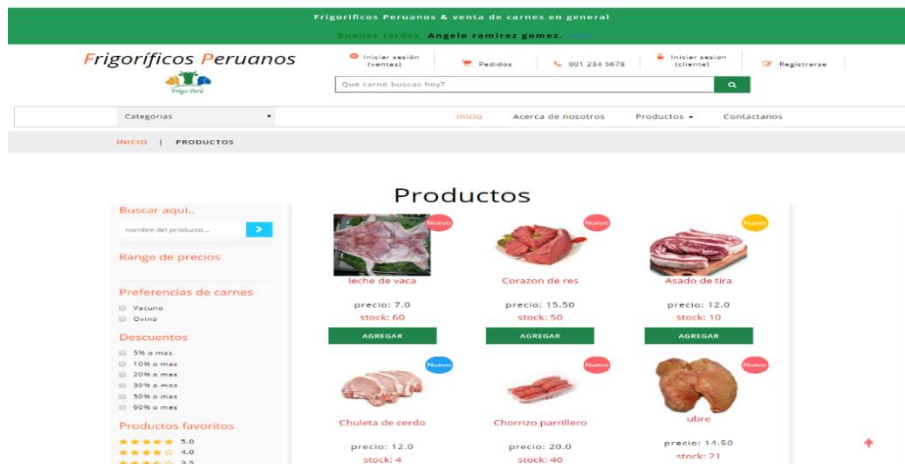 Frigoríficos Peruanos & venta de carnes en general
Buenas tardes, Angelo ramirez gomez.
Frigoríficos Peruanos
Frigo-Perú
Iniciar sesión (ventas)
Pedidos
001 234 5678
Iniciar sesion (cliente)
Registrarse
Que carne buscas hoy?
Categorias
Inicio
Acerca de nosotros
Productos
Contactanos
INICIO | PRODUCTOS
Productos
Buscar aqui..
nombre del producto...
Rango de precios
Preferencias de carnes
Vacuno
Ovino
Descuentos
5% o mas
10% o mas
20% o mas
30% o mas
50% o mas
60% o mas
Productos favoritos
5.0
4.0
3.5
Nuevo
leche de vaca
precio: 7.0
stock: 60
AGREGAR
Nuevo
Corazon de res
precio: 15.50
stock: 50
AGREGAR
Nuevo
Asado de tira
precio: 12.0
stock: 10
AGREGAR
Nuevo
Chuleta de cerdo
precio: 12.0
stock: 4
Nuevo
Chorrizo parrillero
precio: 20.0
stock: 40
Nuevo
ubre
precio: 14.50
stock: 21